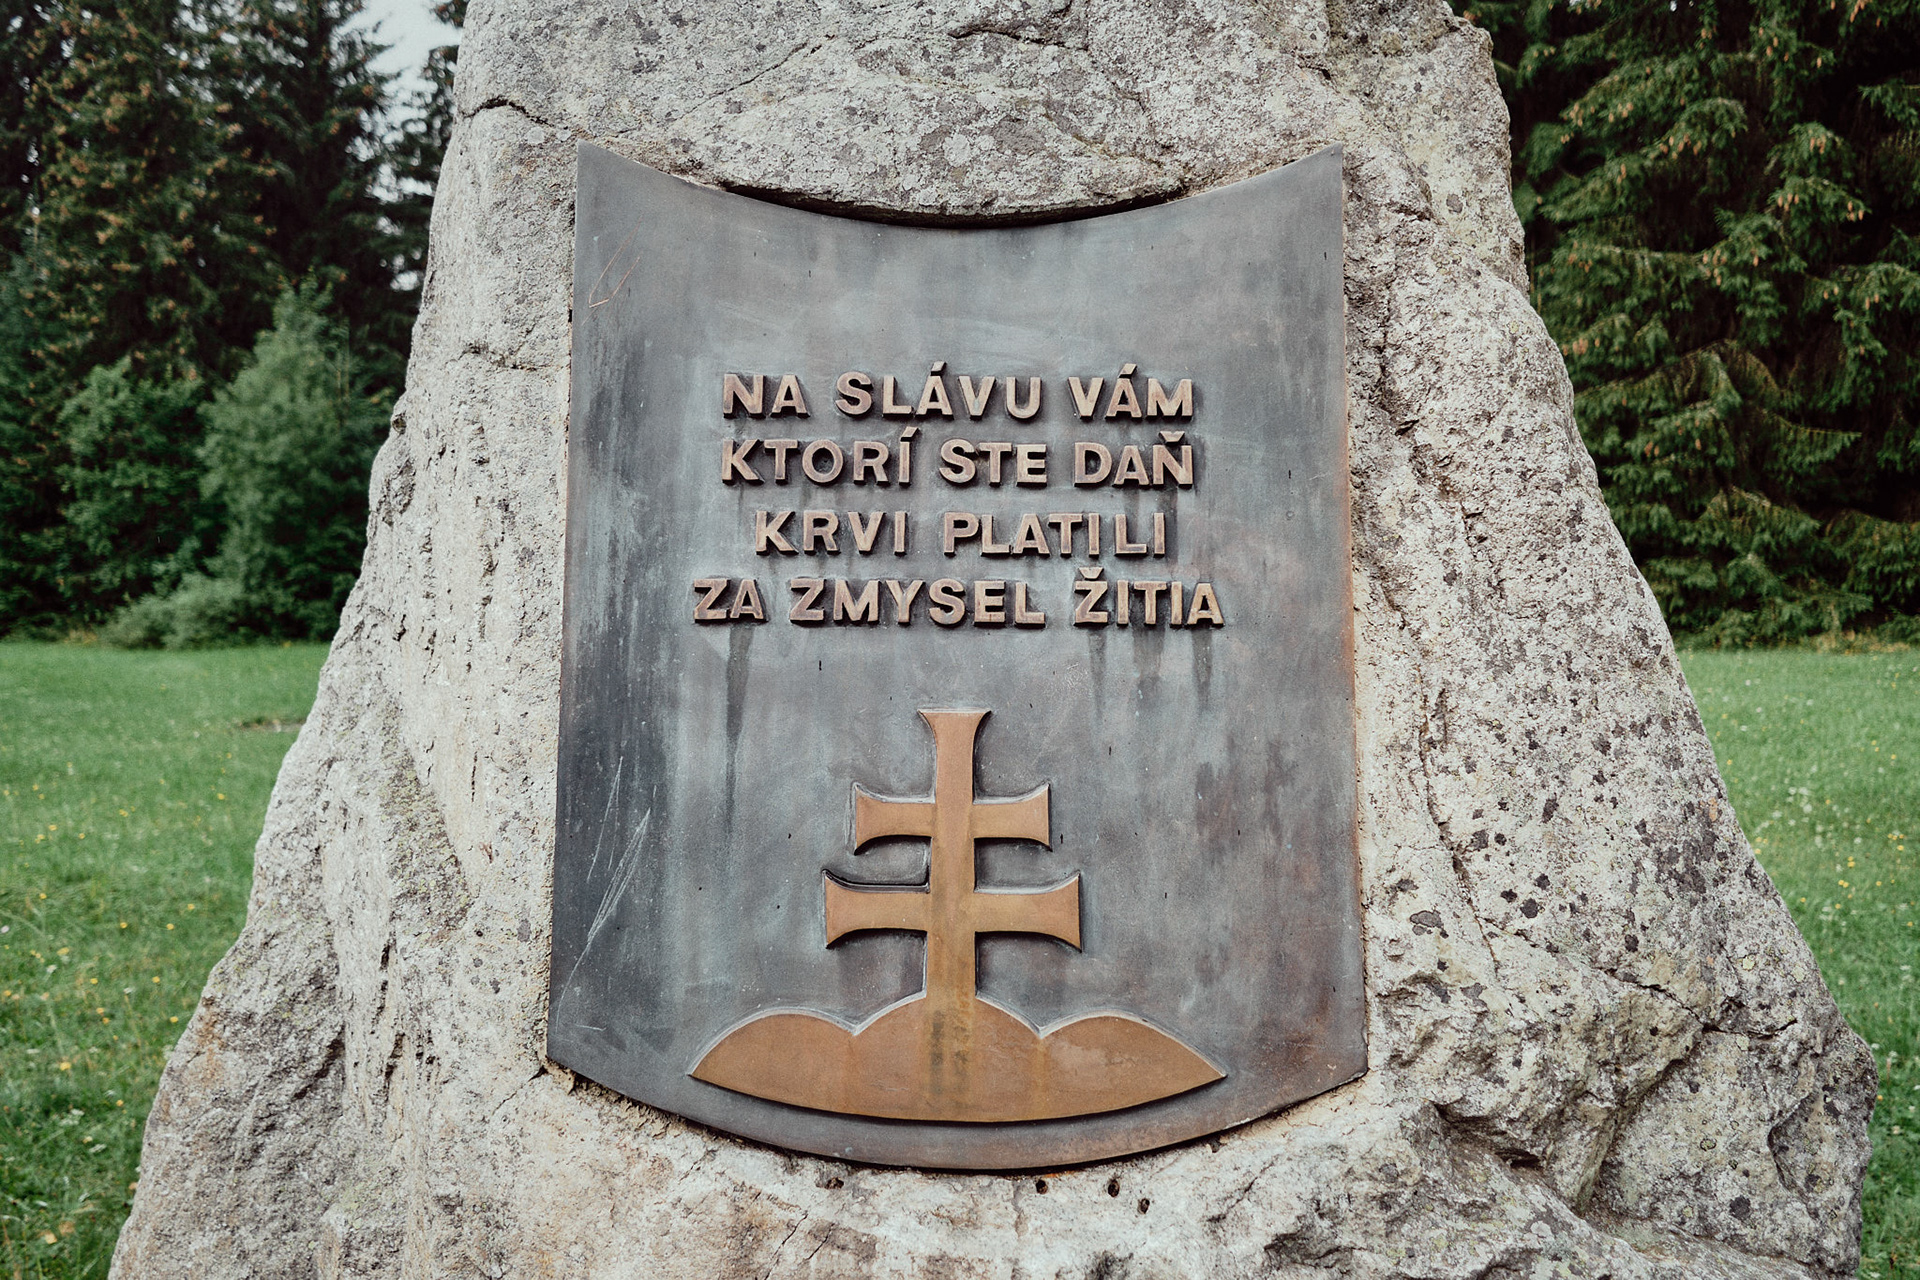 NA SLÁVU VÁM
KTORÍ STE DAŇ
KRVI PLATILI
ZA ZMYSEL ŽITIA